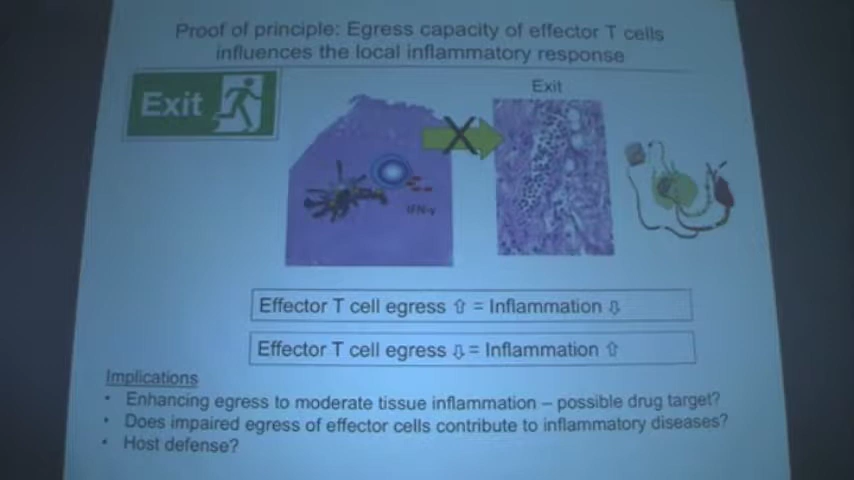 Proof of principle: Egress capacity of effector T cells
influences the local inflammatory response
Exit
Exit
IFN-γ
Effector T cell egress ⇧ = Inflammation ⇩
Effector T cell egress ⇩ = Inflammation ⇧
Implications
• Enhancing egress to moderate tissue inflammation – possible drug target?
• Does impaired egress of effector cells contribute to inflammatory diseases?
• Host defense?